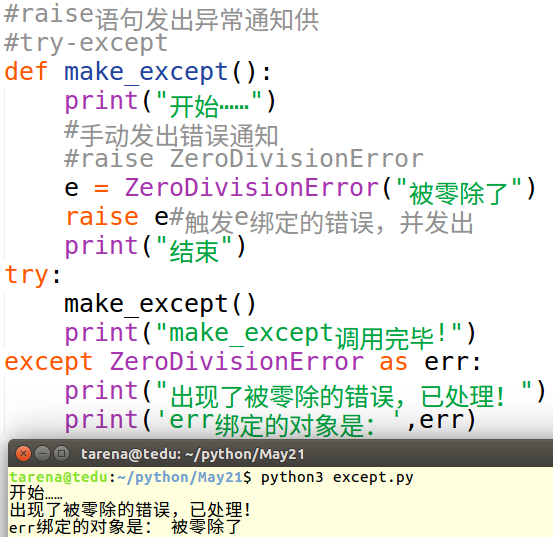 #raise语句发出异常通知供
#try-except
def make_except():
    print("开始……")
    #手动发出错误通知
    #raise ZeroDivisionError
    e = ZeroDivisionError("被零除了")
    raise e#触发e绑定的错误，并发出
    print("结束")
try:
    make_except()
    print("make_except调用完毕!")
except ZeroDivisionError as err:
    print("出现了被零除的错误，已处理！")
    print('err绑定的对象是：',err)
tarena@tedu: ~/python/May21
tarena@tedu:~/python/May21$ python3 except.py
开始……
出现了被零除的错误，已处理！
err绑定的对象是： 被零除了